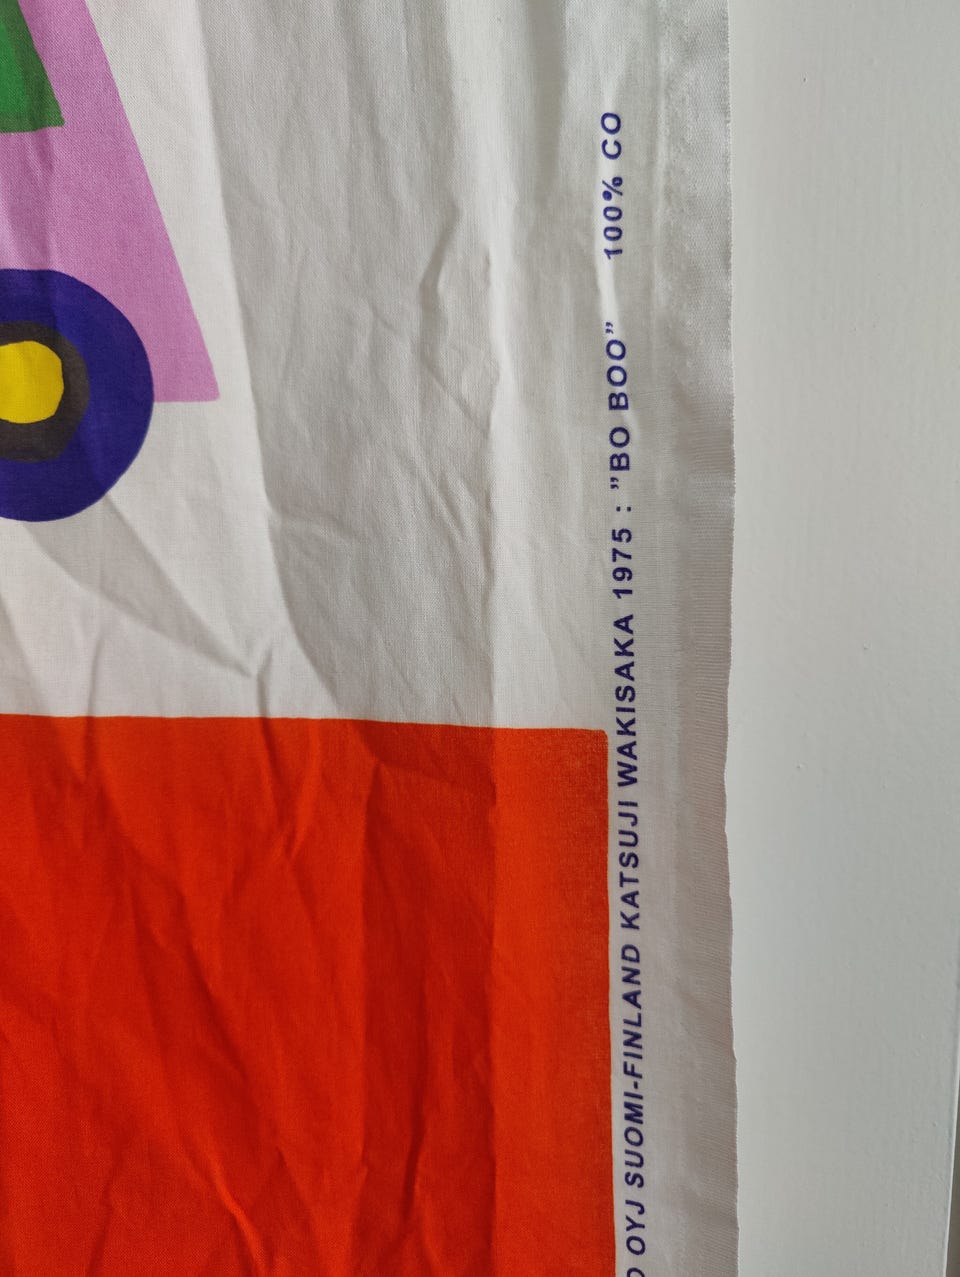 OYJ SUOMI-FINLAND KATSUJI WAKISAKA 1975 : ”BO BOO” 100% CO